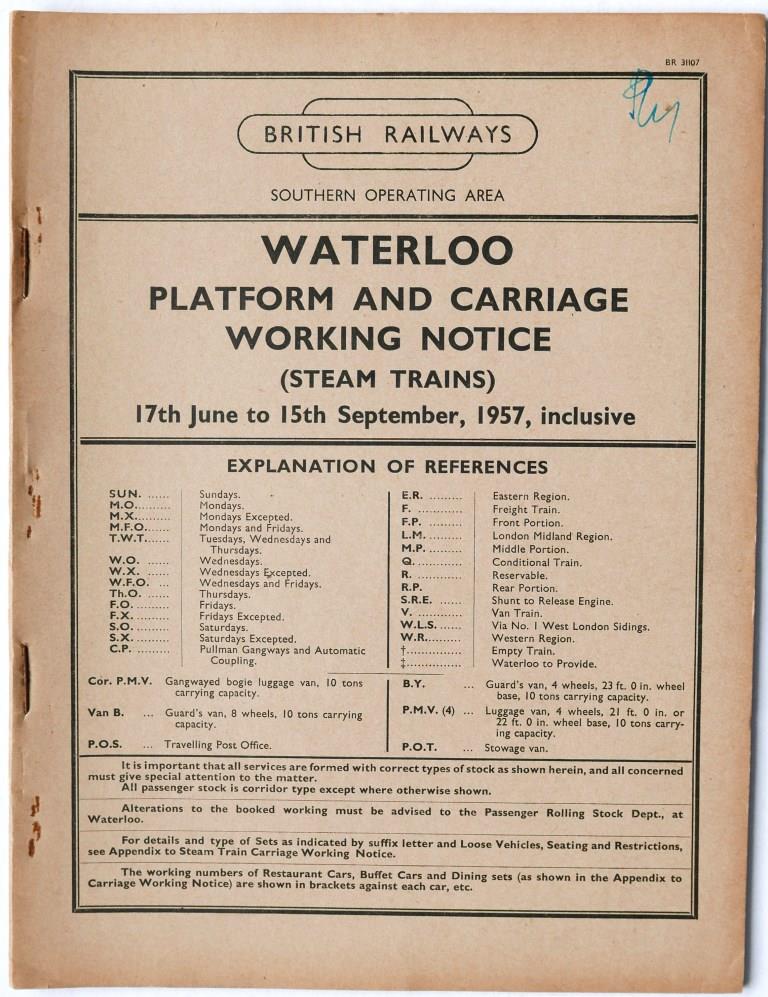 BR 31107
BRITISH RAILWAYS
SOUTHERN OPERATING AREA
WATERLOO
PLATFORM AND CARRIAGE
WORKING NOTICE
(STEAM TRAINS)
17th June to 15th September, 1957, inclusive
EXPLANATION OF REFERENCES
SUN. ...... Sundays.
M.O.......... Mondays.
M.X.......... Mondays Excepted.
M.F.O....... Mondays and Fridays.
T.W.T....... Tuesdays, Wednesdays and
Thursdays.
W.O. ...... Wednesdays.
W.X. ...... Wednesdays Excepted.
W.F.O. ... Wednesdays and Fridays.
Th.O. ...... Thursdays.
F.O. ......... Fridays.
F.X. ......... Fridays Excepted.
S.O. ......... Saturdays.
S.X. ......... Saturdays Excepted.
C.P. ......... Pullman Gangways and Automatic
Coupling.
E.R. ......... Eastern Region.
F. ............ Freight Train.
F.P. ......... Front Portion.
L.M. ......... London Midland Region.
M.P. ......... Middle Portion.
Q. ............ Conditional Train.
R. ............ Reservable.
R.P. Rear Portion.
S.R.E. ...... Shunt to Release Engine.
V. ............ Van Train.
W.L.S. ...... Via No. 1 West London Sidings.
W.R.......... Western Region.
†............... Empty Train.
‡............... Waterloo to Provide.
Cor. P.M.V. Gangwayed bogie luggage van, 10 tons
carrying capacity.
Van B. ... Guard's van, 8 wheels, 10 tons carrying
capacity.
P.O.S. ... Travelling Post Office.
B.Y. ... Guard's van, 4 wheels, 23 ft. 0 in. wheel
base, 10 tons carrying capacity.
P.M.V. (4) ... Luggage van, 4 wheels, 21 ft. 0 in. or
22 ft. 0 in. wheel base, 10 tons carry-
ing capacity.
P.O.T. ... Stowage van.
It is important that all services are formed with correct types of stock as shown herein, and all concerned
must give special attention to the matter.
All passenger stock is corridor type except where otherwise shown.
Alterations to the booked working must be advised to the Passenger Rolling Stock Dept., at
Waterloo.
For details and type of Sets as indicated by suffix letter and Loose Vehicles, Seating and Restrictions,
see Appendix to Steam Train Carriage Working Notice.
The working numbers of Restaurant Cars, Buffet Cars and Dining sets (as shown in the Appendix to
Carriage Working Notice) are shown in brackets against each car, etc.